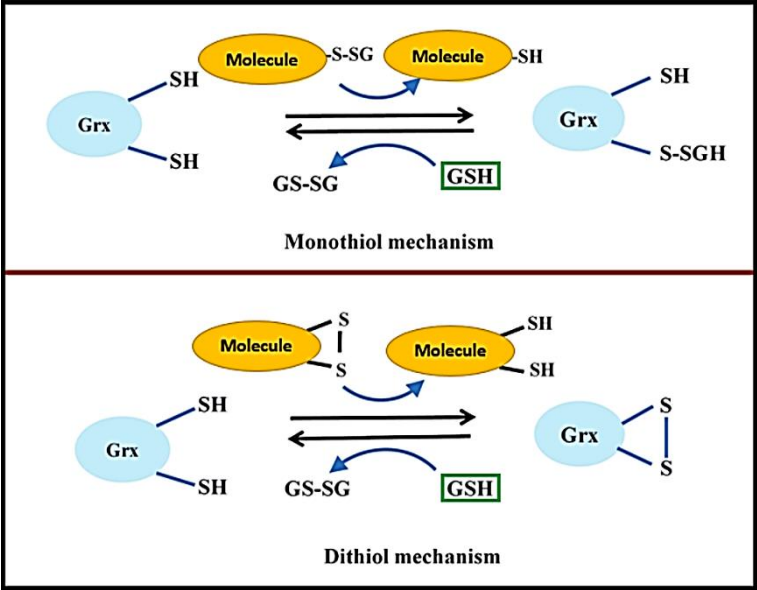 Molecule -S-SG Molecule -SH
SH
Grx
SH
SH
Grx
S-SGH
GS-SG GSH
Monothiol mechanism
S
Molecule
S
SH
Molecule
SH
SH
Grx
SH
S
Grx
S
GS-SG GSH
Dithiol mechanism